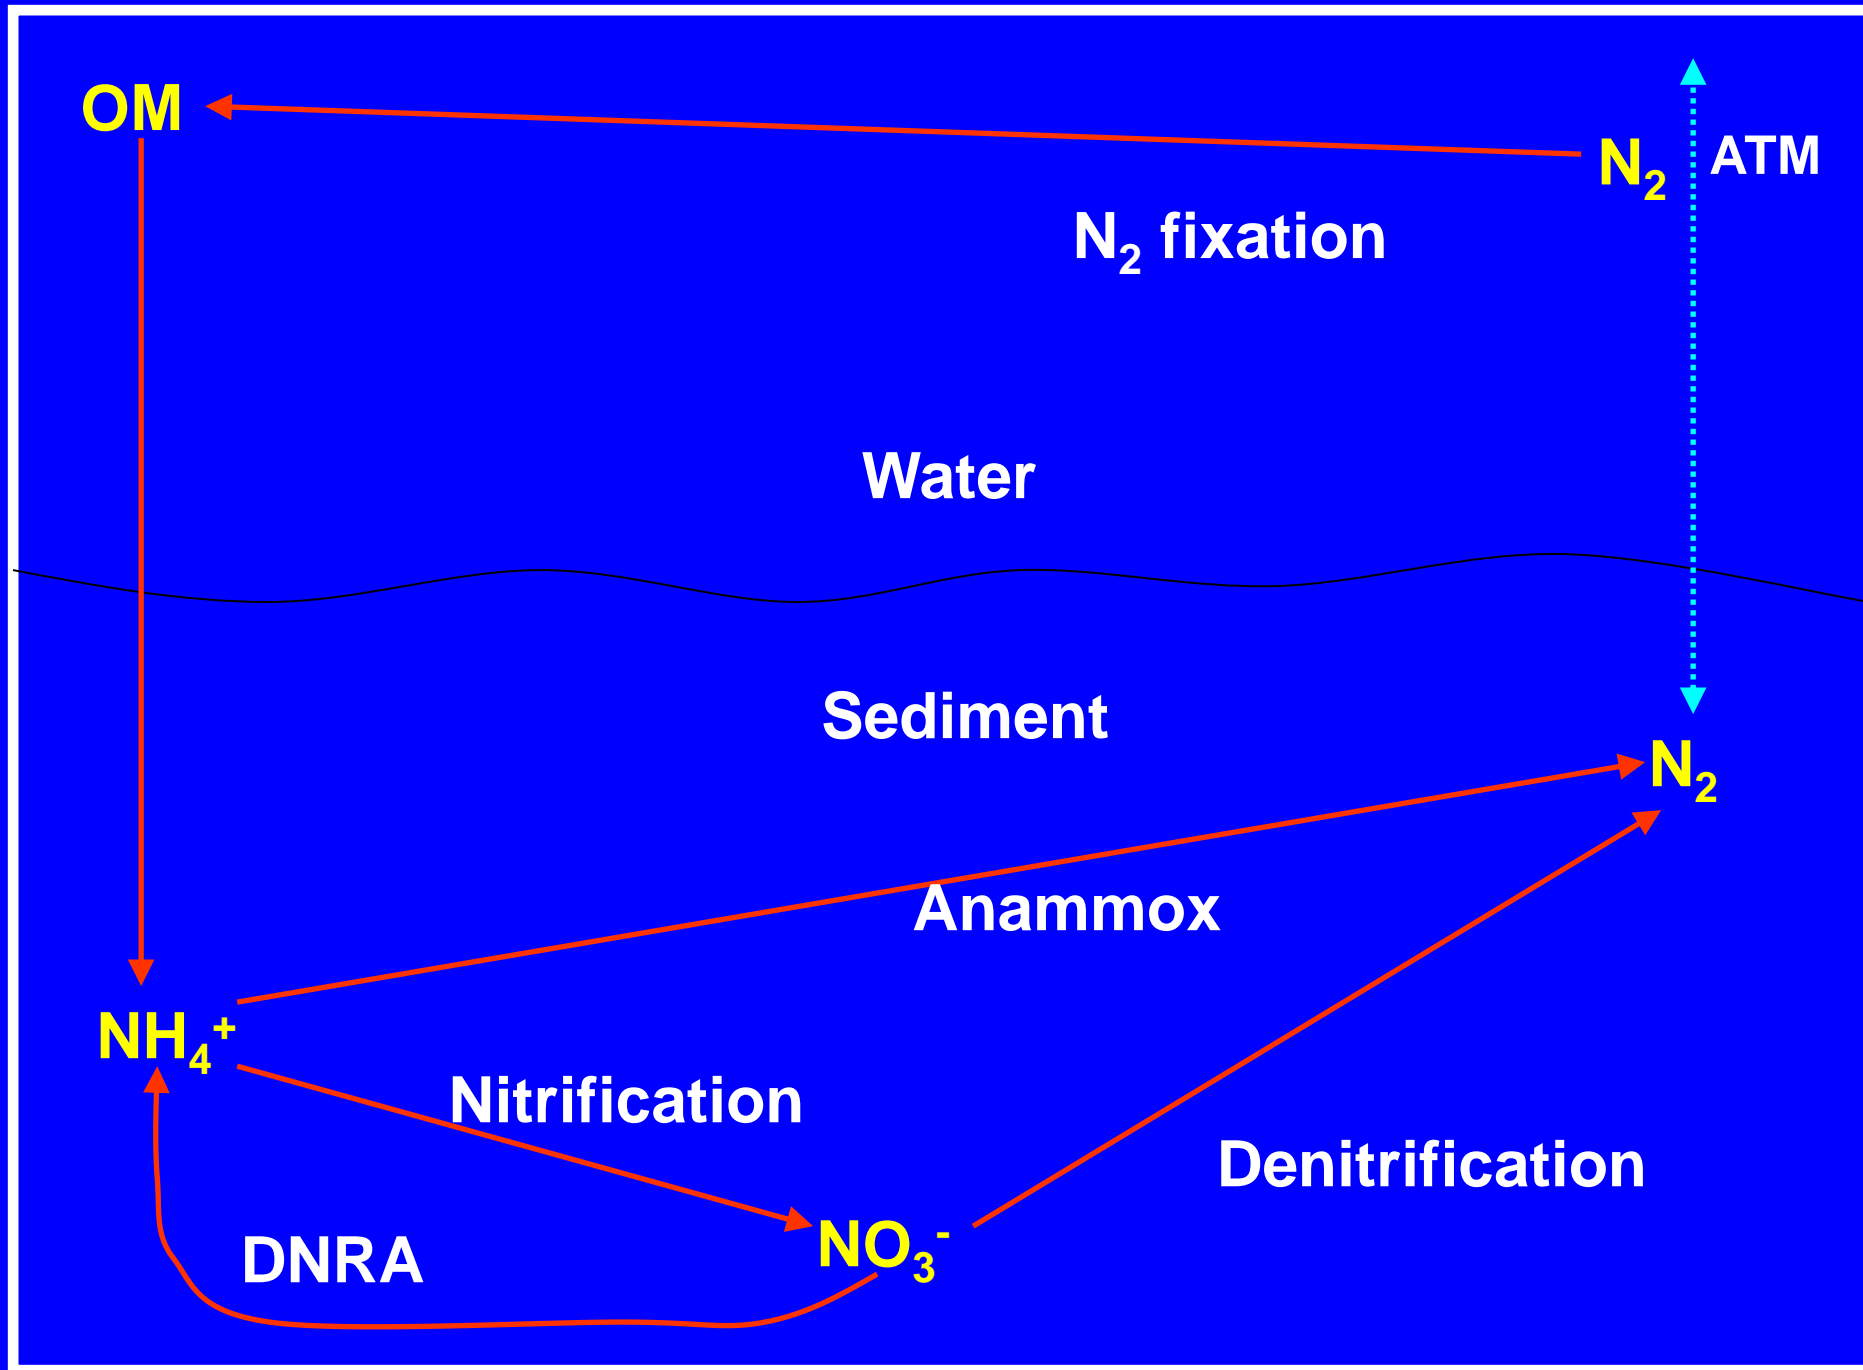 OM
N₂
ATM
N₂ fixation
Water
Sediment
N₂
Anammox
NH₄⁺
Nitrification
Denitrification
NO₃⁻
DNRA